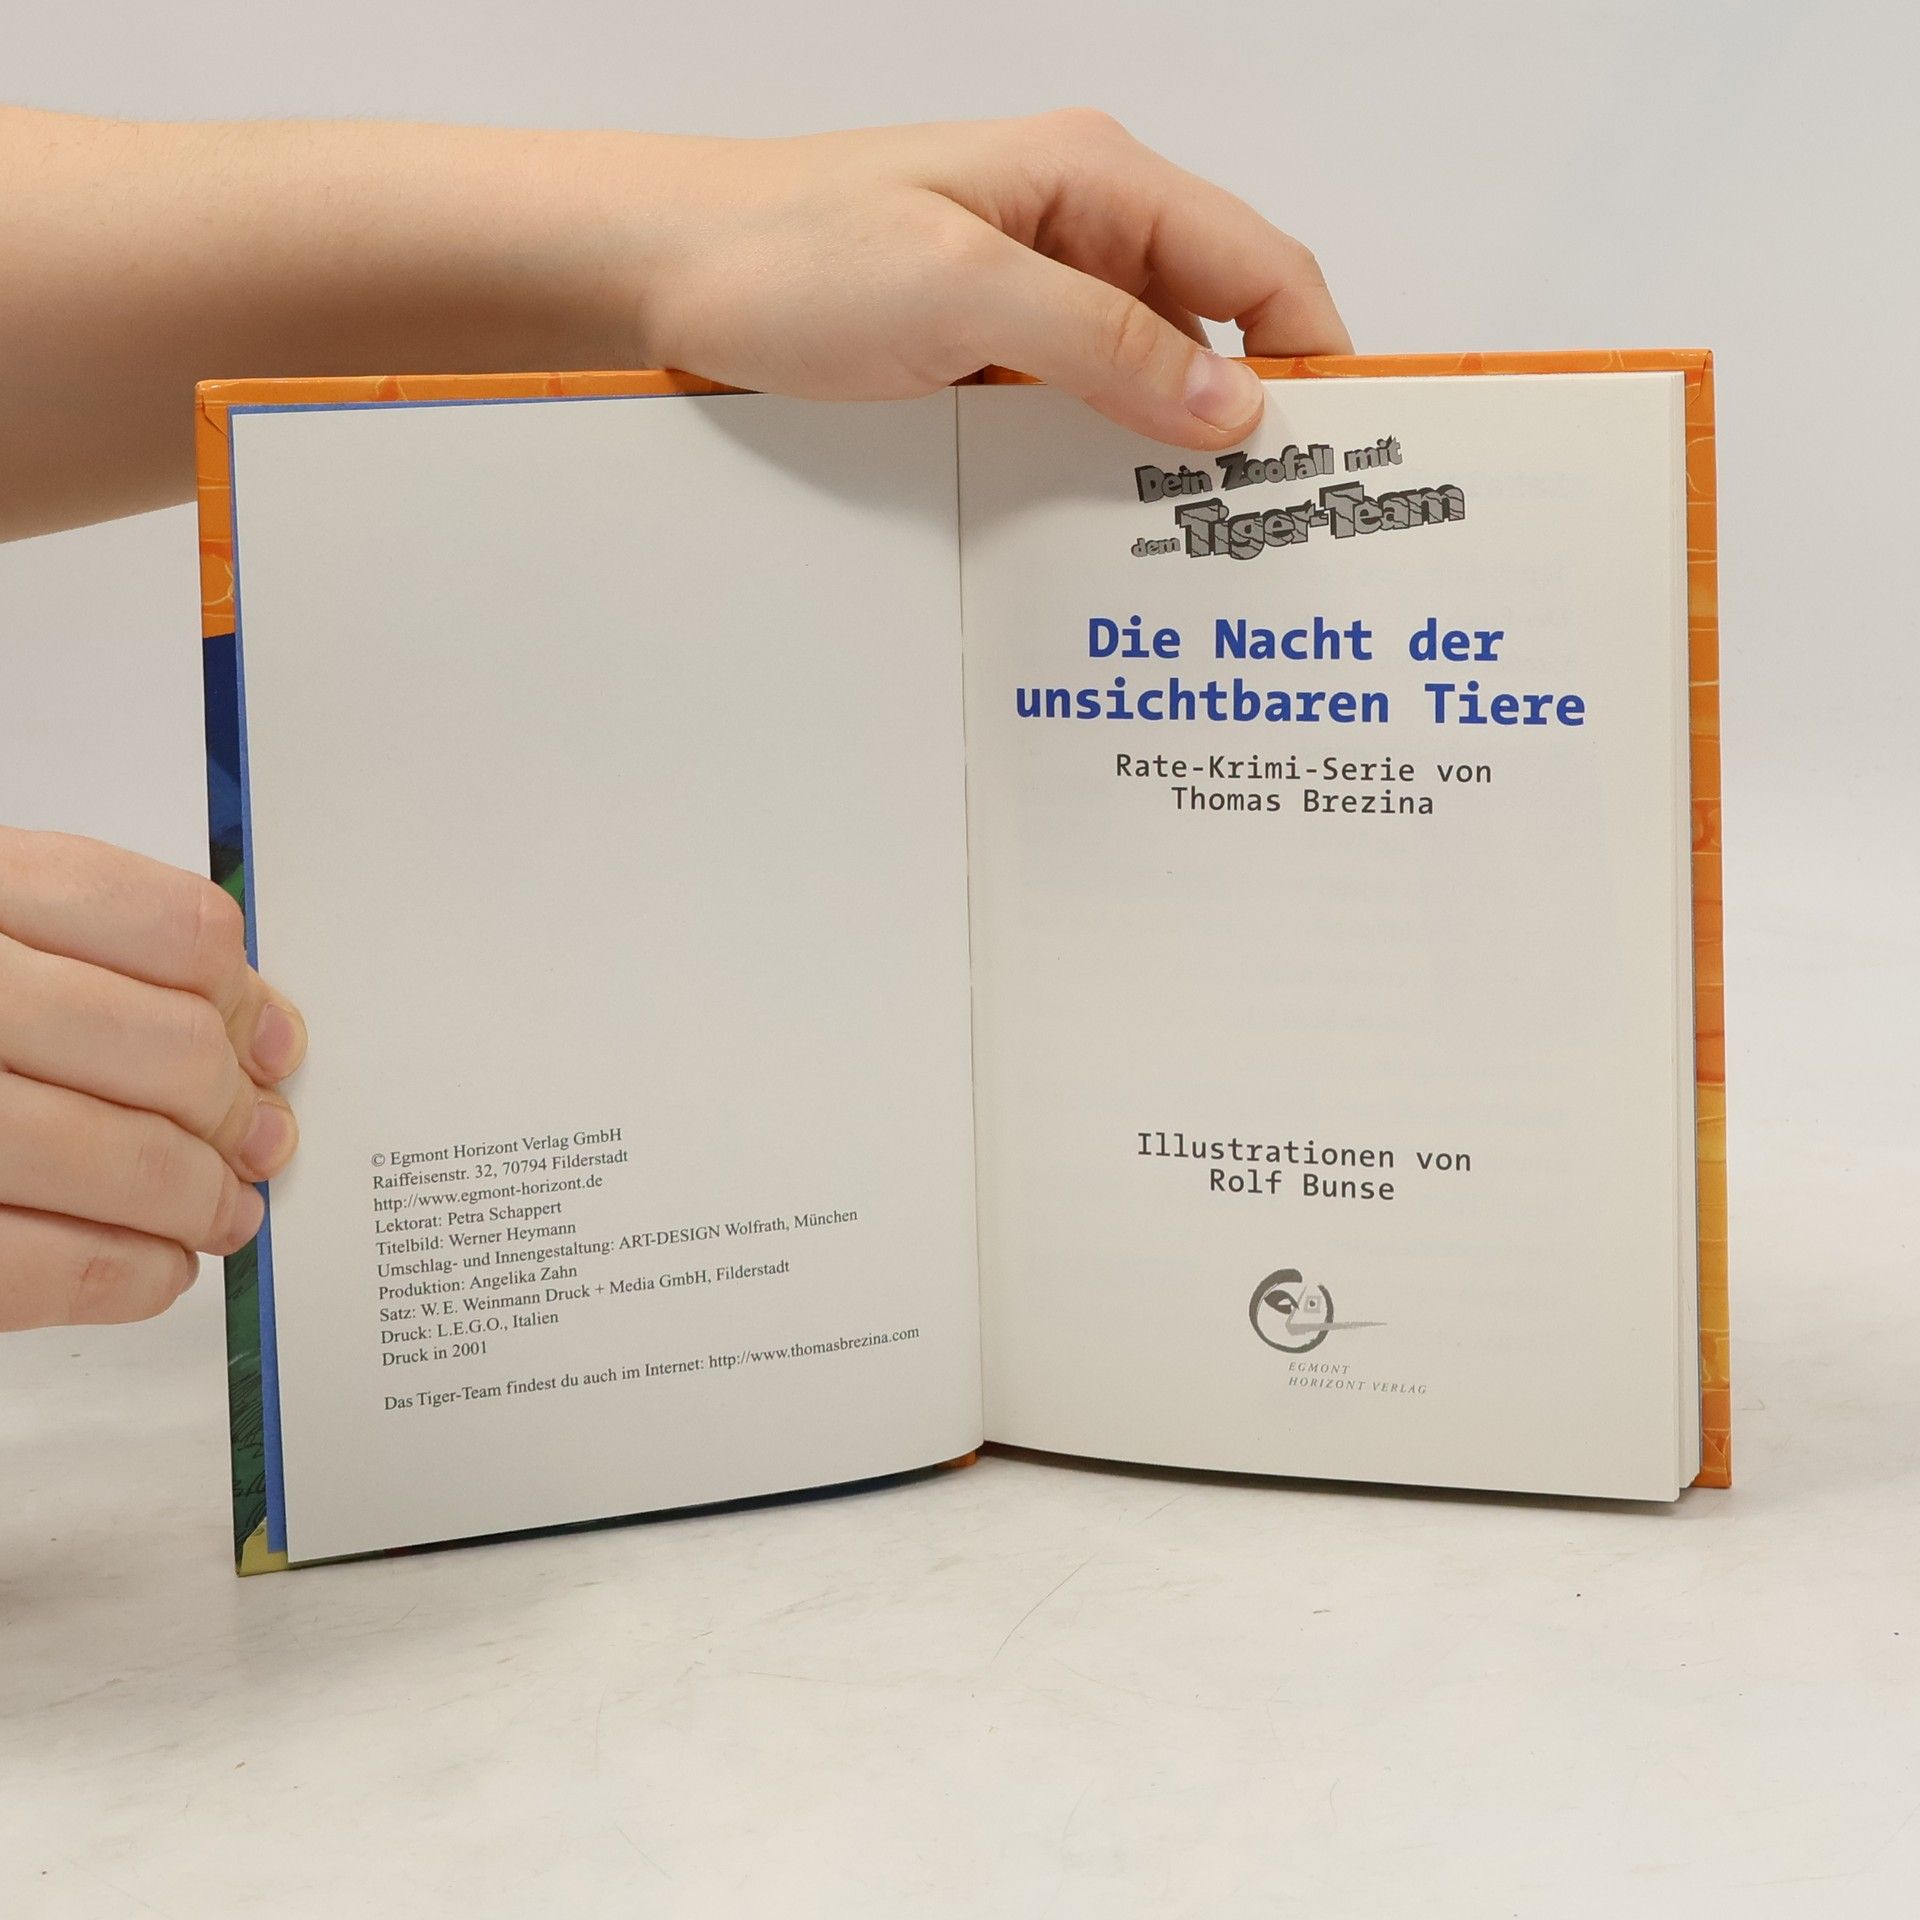 © Egmont Horizont Verlag GmbH
Raiffeisenstr. 32, 70794 Filderstadt
http://www.egmont-horizont.de
Lektorat: Petra Schappert
Titelbild: Werner Heymann
Umschlag- und Innengestaltung: ART-DESIGN Wolfrath, München
Produktion: Angelika Zahn
Satz: W. E. Weinmann Druck + Media GmbH, Filderstadt
Druck: L.E.G.O., Italien
Druck in 2001
Das Tiger-Team findest du auch im Internet: http://www.thomasbrezina.com
Dein Zoofall mit
dem Tiger-Team
Die Nacht der
unsichtbaren Tiere
Rate-Krimi-Serie von
Thomas Brezina
Illustrationen von
Rolf Bunse
EGMONT
HORIZONT VERLAG